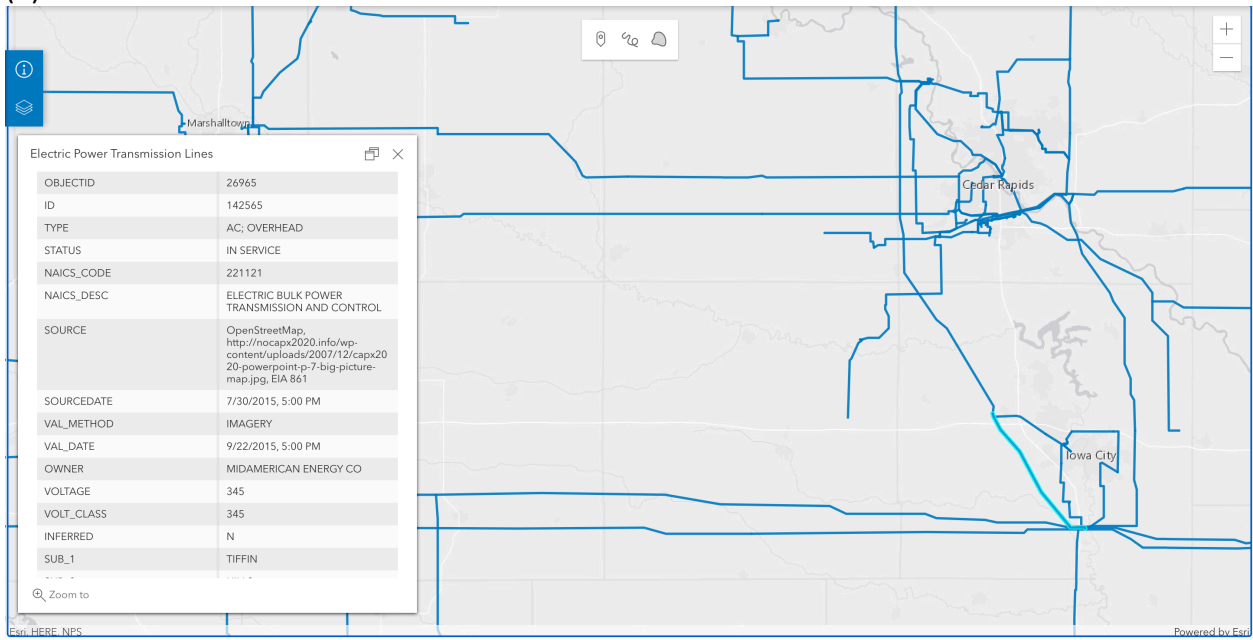 Marshalltown
Electric Power Transmission Lines
OBJECTID 26965
ID 142565
TYPE AC; OVERHEAD
STATUS IN SERVICE
NAICS_CODE 221121
NAICS_DESC ELECTRIC BULK POWER
TRANSMISSION AND CONTROL
SOURCE OpenStreetMap,
http://nocapx2020.info/wp-
content/uploads/2007/12/capx20
20-powerpoint-p-7-big-picture-
map.jpg, EIA 861
SOURCEDATE 7/30/2015, 5:00 PM
VAL_METHOD IMAGERY
VAL_DATE 9/22/2015, 5:00 PM
OWNER MIDAMERICAN ENERGY CO
VOLTAGE 345
VOLT_CLASS 345
INFERRED N
SUB_1 TIFFIN
Zoom to
Cedar Rapids
Iowa City
Esri, HERE, NPS
Powered by Esri